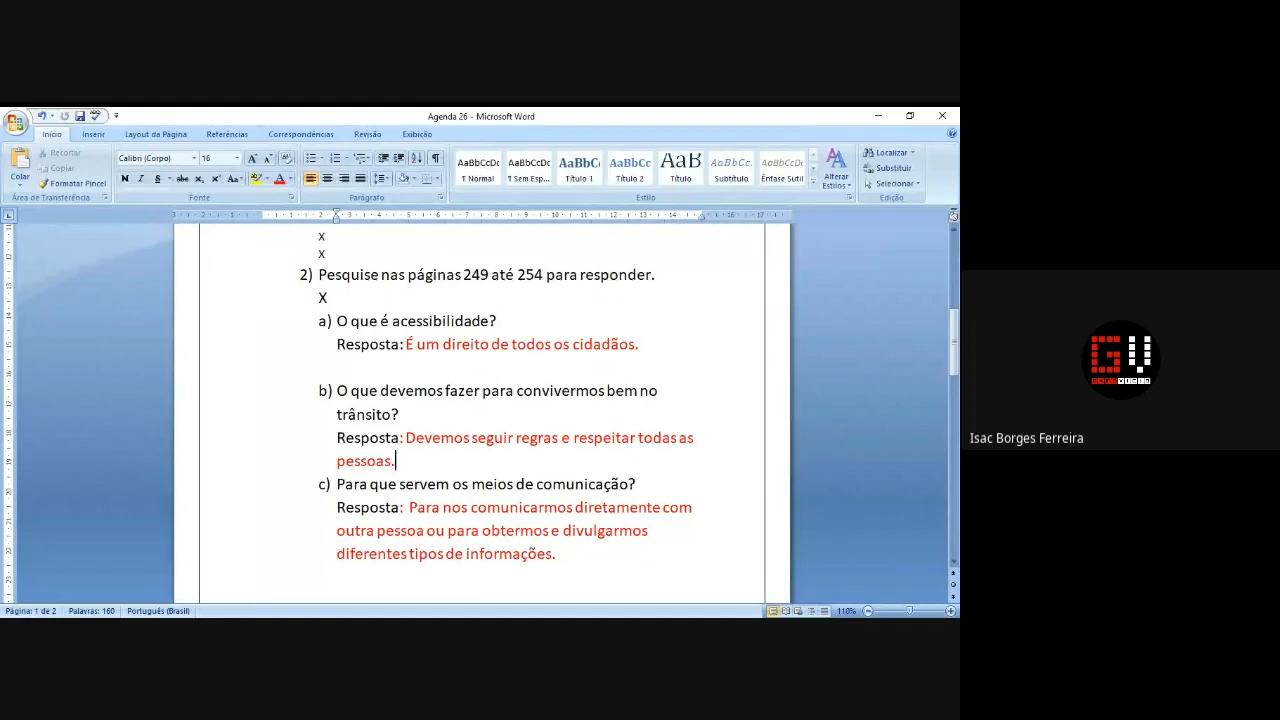 Agenda 26 - Microsoft Word
Início Inserir Layout da Página Referências Correspondências Revisão Exibição
Colar
Recortar
Copiar
Formatar Pincel
Área de Transferência
Calibri (Corpo) 16
N I S abc x₂ x² Aa A
Fonte
Parágrafo
AaBbCcDc AaBbCcDc AaBbC AaBbCc AaB AaBbCc. AaBbCcDc
¶ Normal ¶ Sem Esp... Título 1 Título 2 Título Subtítulo Ênfase Sutil
Alterar Estilos
Estilo
Localizar
Substituir
Selecionar
Edição
X
X
2) Pesquise nas páginas 249 até 254 para responder.
X
a) O que é acessibilidade?
Resposta: É um direito de todos os cidadãos.
b) O que devemos fazer para convivermos bem no
trânsito?
Resposta: Devemos seguir regras e respeitar todas as
pessoas.
c) Para que servem os meios de comunicação?
Resposta: Para nos comunicarmos diretamente com
outra pessoa ou para obtermos e divulgarmos
diferentes tipos de informações.
Página: 1 de 2 Palavras: 160 Português (Brasil) 110%
GV
Isac Borges Ferreira